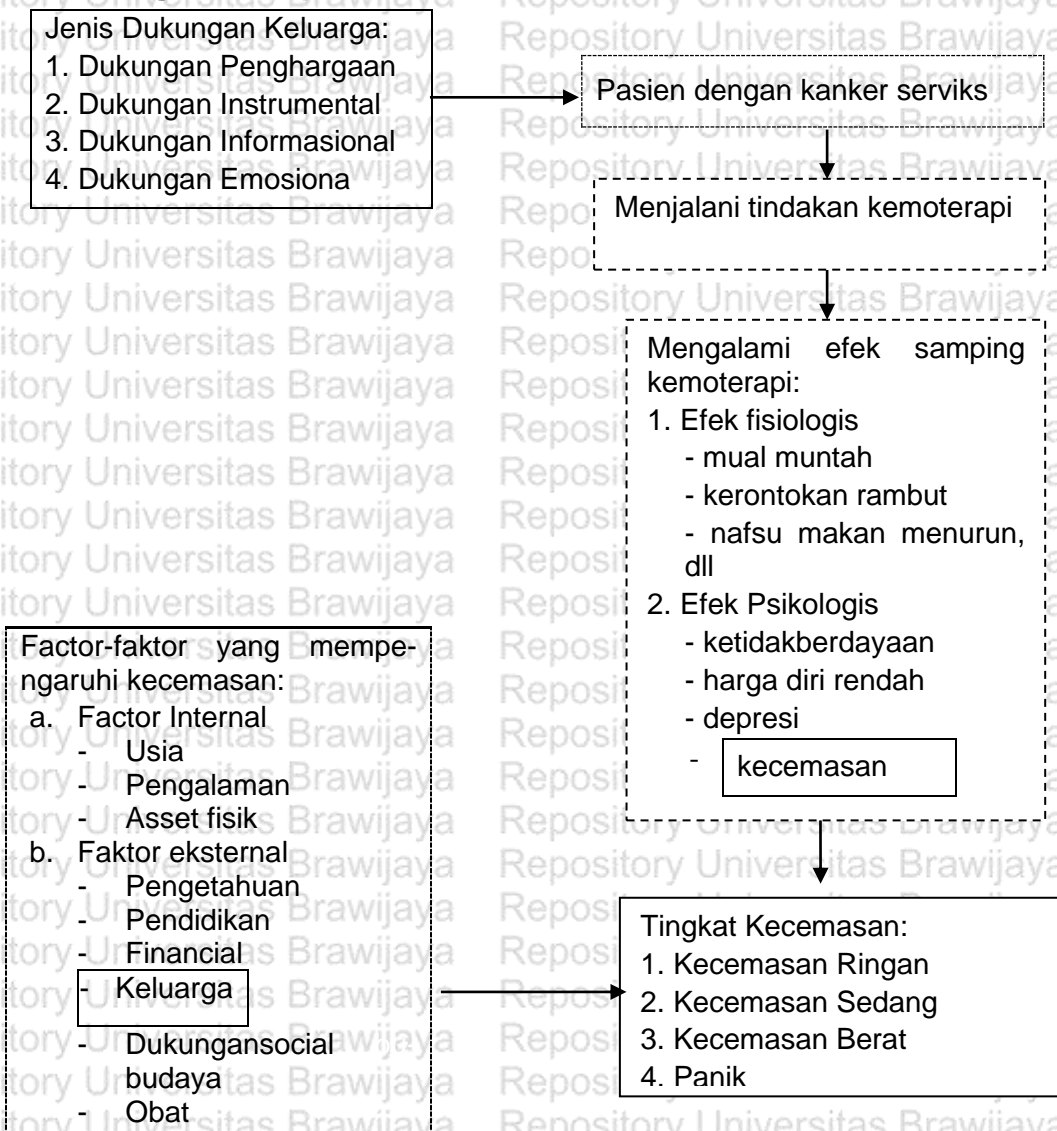 Jenis Dukungan Keluarga:
1. Dukungan Penghargaan
2. Dukungan Instrumental
3. Dukungan Informasional
4. Dukungan Emosiona
Pasien dengan kanker serviks
Menjalani tindakan kemoterapi
Mengalami efek samping
kemoterapi:
1. Efek fisiologis
- mual muntah
- kerontokan rambut
- nafsu makan menurun,
dll
2. Efek Psikologis
- ketidakberdayaan
- harga diri rendah
- depresi
- kecemasan
Factor-faktor yang mempe-
ngaruhi kecemasan:
a. Factor Internal
- Usia
- Pengalaman
- Asset fisik
b. Faktor eksternal
- Pengetahuan
- Pendidikan
- Financial
- Keluarga
- Dukungansocial
budaya
- Obat
Tingkat Kecemasan:
1. Kecemasan Ringan
2. Kecemasan Sedang
3. Kecemasan Berat
4. Panik